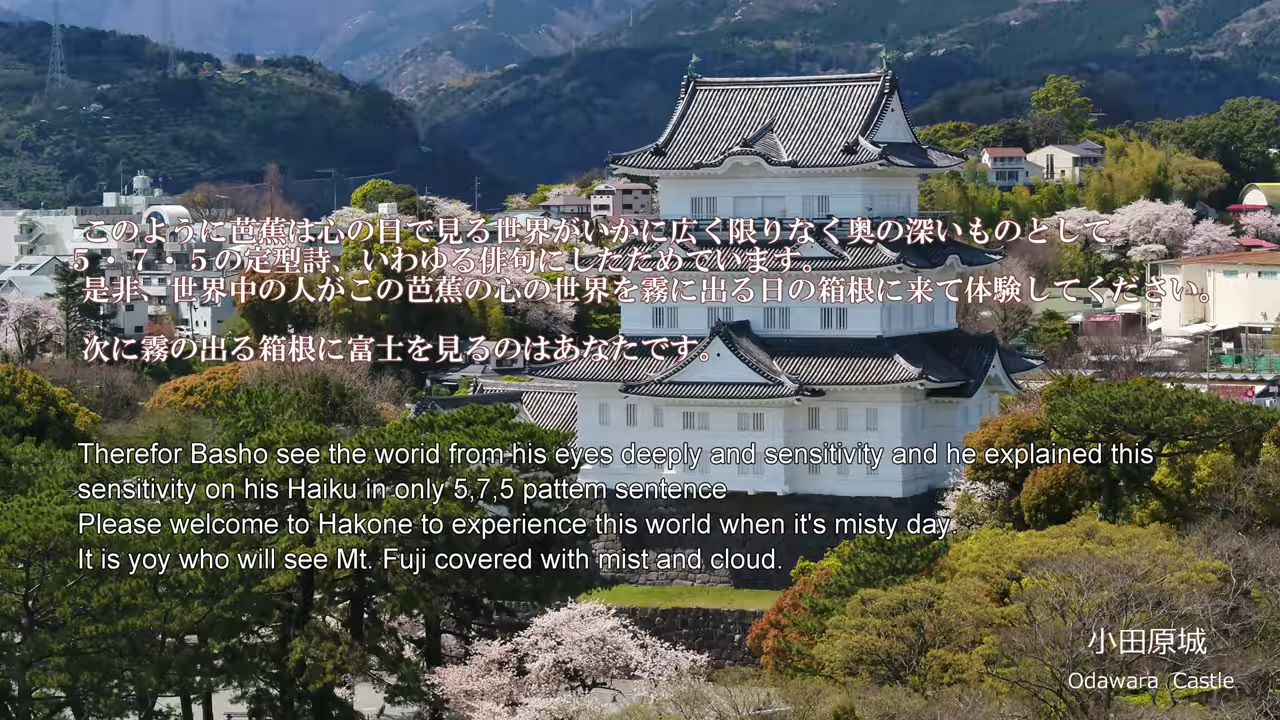 このように芭蕉は心の目で見る世界がいかに広く限りなく奥の深いものとして
５・７・５の定型詩、いわゆる俳句にしたためています。
是非、世界中の人がこの芭蕉の心の世界を霧に出る日の箱根に来て体験してください。
次に霧の出る箱根に富士を見るのはあなたです。
Therefor Basho see the worid from his eyes deeply and sensitivity and he explained this
sensitivity on his Haiku in only 5,7,5 pattem sentence
Please welcome to Hakone to experience this world when it's misty day.
It is yoy who will see Mt. Fuji covered with mist and cloud.
小田原城
Odawara Castle